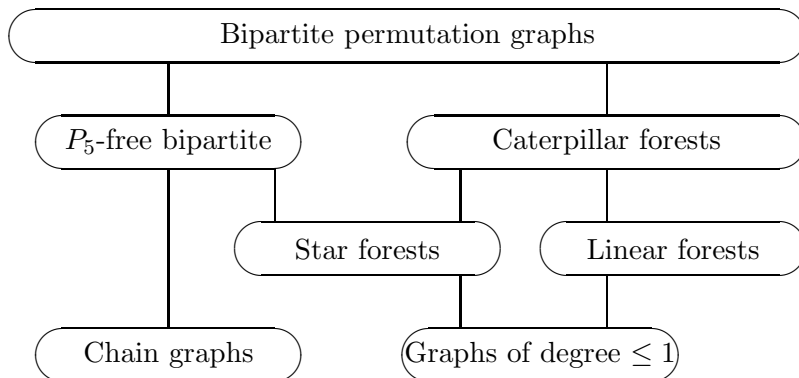 Bipartite permutation graphs
P₅-free bipartite
Caterpillar forests
Star forests
Linear forests
Chain graphs
Graphs of degree ≤ 1